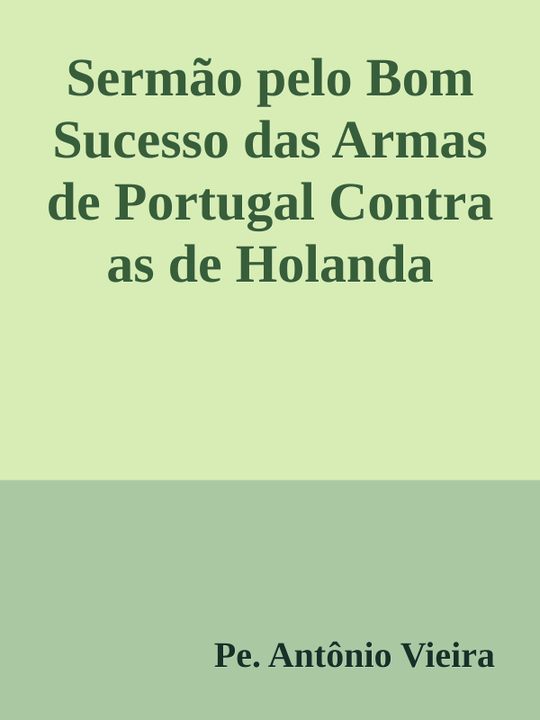 Sermão pelo Bom
Sucesso das Armas
de Portugal Contra
as de Holanda
Pe. Antônio Vieira